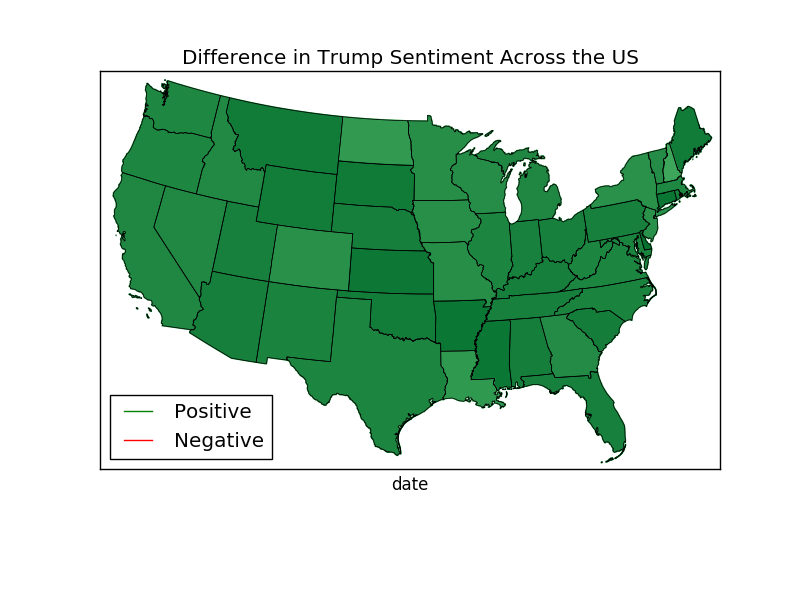 Difference in Trump Sentiment Across the US
Positive
Negative
date